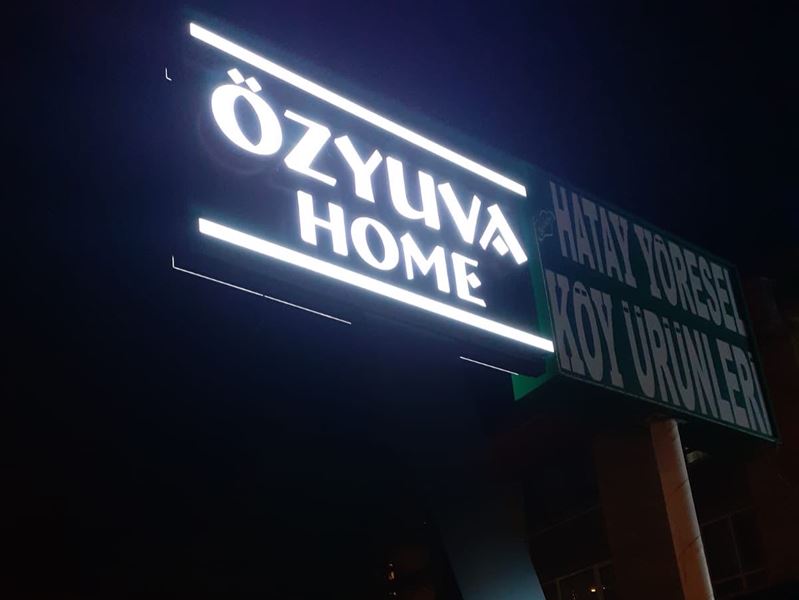 ÖZYUVA
HOME
HATAY YÖRESEL
KÖY ÜRÜNLERİ